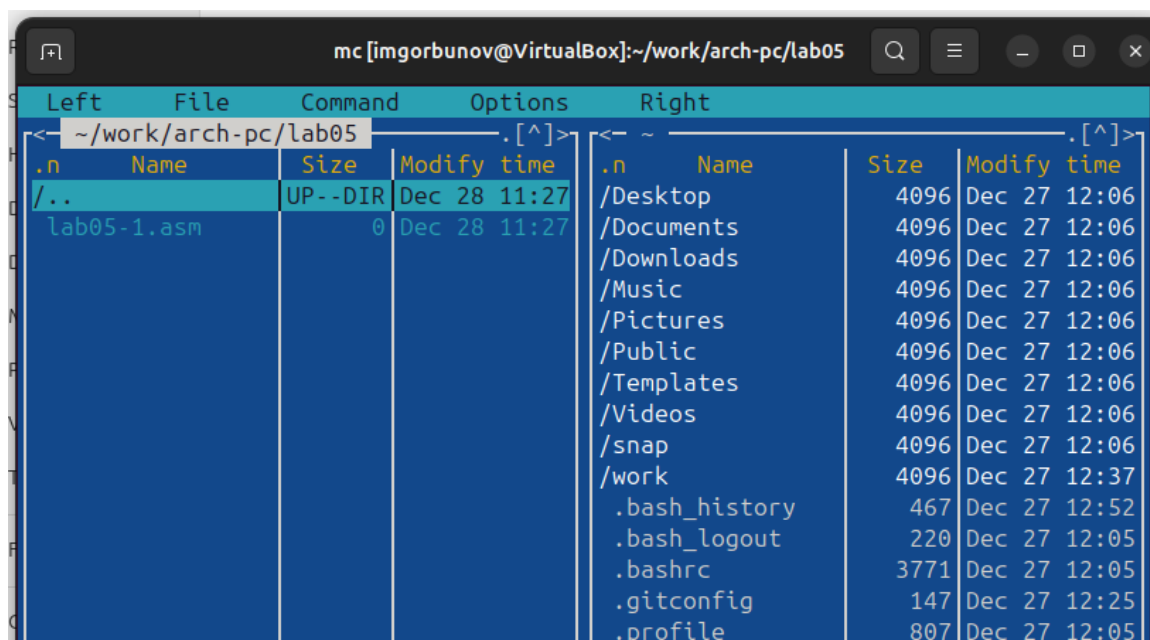 mc [imgorbunov@VirtualBox]:~/work/arch-pc/lab05
Left File Command Options Right
<- ~/work/arch-pc/lab05 .[^]>
.n Name Size Modify time
/.. UP--DIR Dec 28 11:27
lab05-1.asm 0 Dec 28 11:27
<- ~ .[^]>
.n Name Size Modify time
/Desktop 4096 Dec 27 12:06
/Documents 4096 Dec 27 12:06
/Downloads 4096 Dec 27 12:06
/Music 4096 Dec 27 12:06
/Pictures 4096 Dec 27 12:06
/Public 4096 Dec 27 12:06
/Templates 4096 Dec 27 12:06
/Videos 4096 Dec 27 12:06
/snap 4096 Dec 27 12:06
/work 4096 Dec 27 12:37
.bash_history 467 Dec 27 12:52
.bash_logout 220 Dec 27 12:05
.bashrc 3771 Dec 27 12:05
.gitconfig 147 Dec 27 12:25
.profile 807 Dec 27 12:05